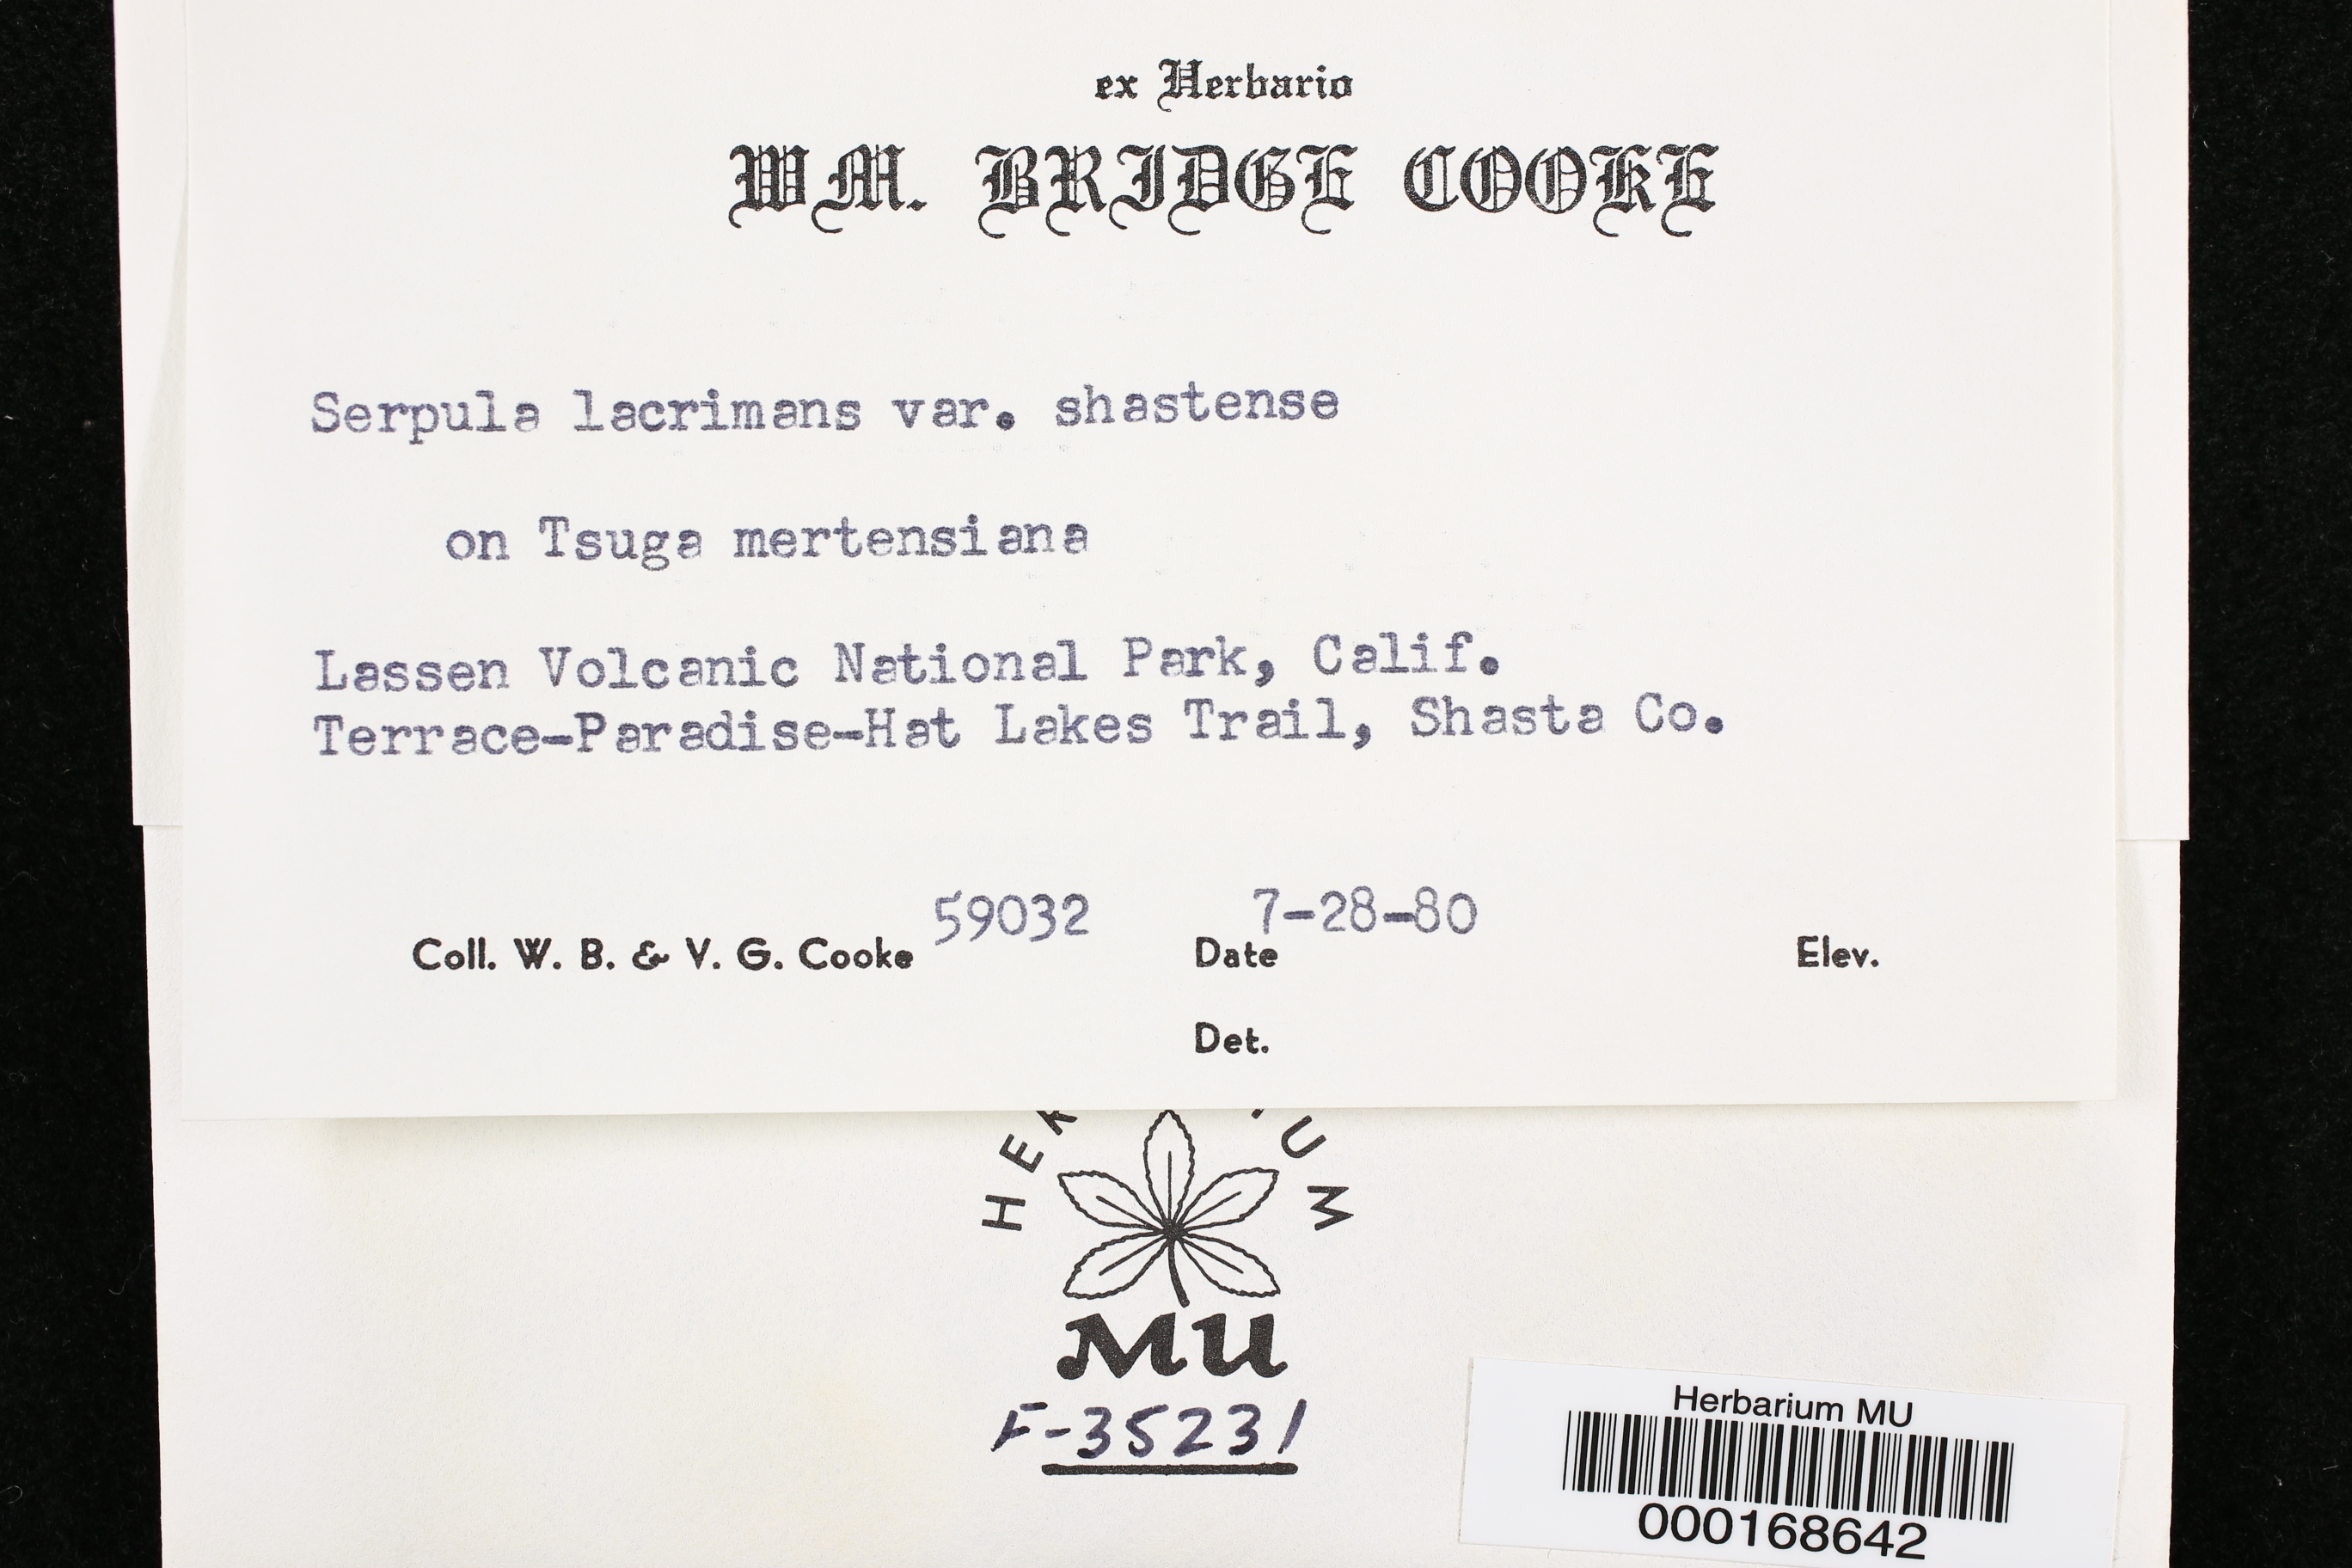 ex Herbario
WM. BRIDGE COOKE
Serpula lacrimans var. shastense
on Tsuga mertensiana
Lassen Volcanic National Park, Calif.
Terrace-Paradise-Hat Lakes Trail, Shasta Co.
Coll. W. B. & V. G. Cooke 59032 Date 7-28-80 Elev.
Det.
HER UM
MU
F-35231
Herbarium MU
000168642